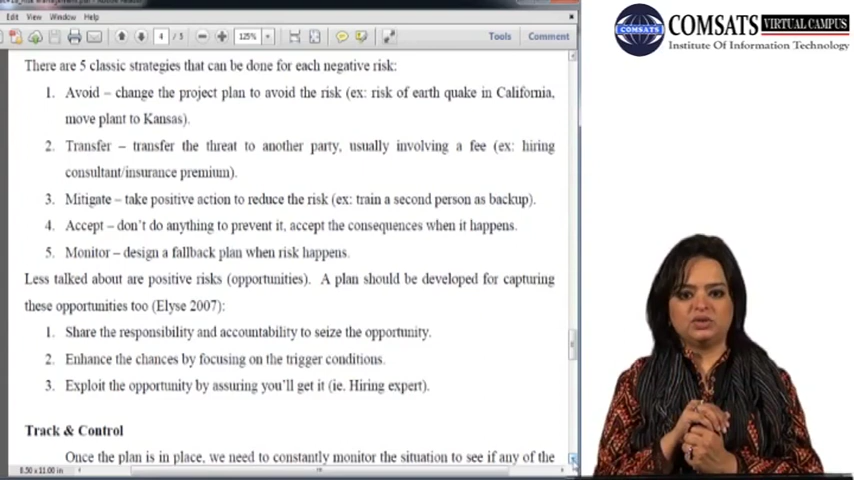 Edit View Window Help
4 / 5 125% Tools Comment
COMSATS VIRTUAL CAMPUS
Institute Of Information Technology
COMSATS
There are 5 classic strategies that can be done for each negative risk:
1. Avoid – change the project plan to avoid the risk (ex: risk of earth quake in California,
move plant to Kansas).
2. Transfer – transfer the threat to another party, usually involving a fee (ex: hiring
consultant/insurance premium).
3. Mitigate – take positive action to reduce the risk (ex: train a second person as backup).
4. Accept – don't do anything to prevent it, accept the consequences when it happens.
5. Monitor – design a fallback plan when risk happens.
Less talked about are positive risks (opportunities). A plan should be developed for capturing
these opportunities too (Elyse 2007):
1. Share the responsibility and accountability to seize the opportunity.
2. Enhance the chances by focusing on the trigger conditions.
3. Exploit the opportunity by assuring you'll get it (ie. Hiring expert).
Track & Control
Once the plan is in place, we need to constantly monitor the situation to see if any of the
8.50 x 11.00 in